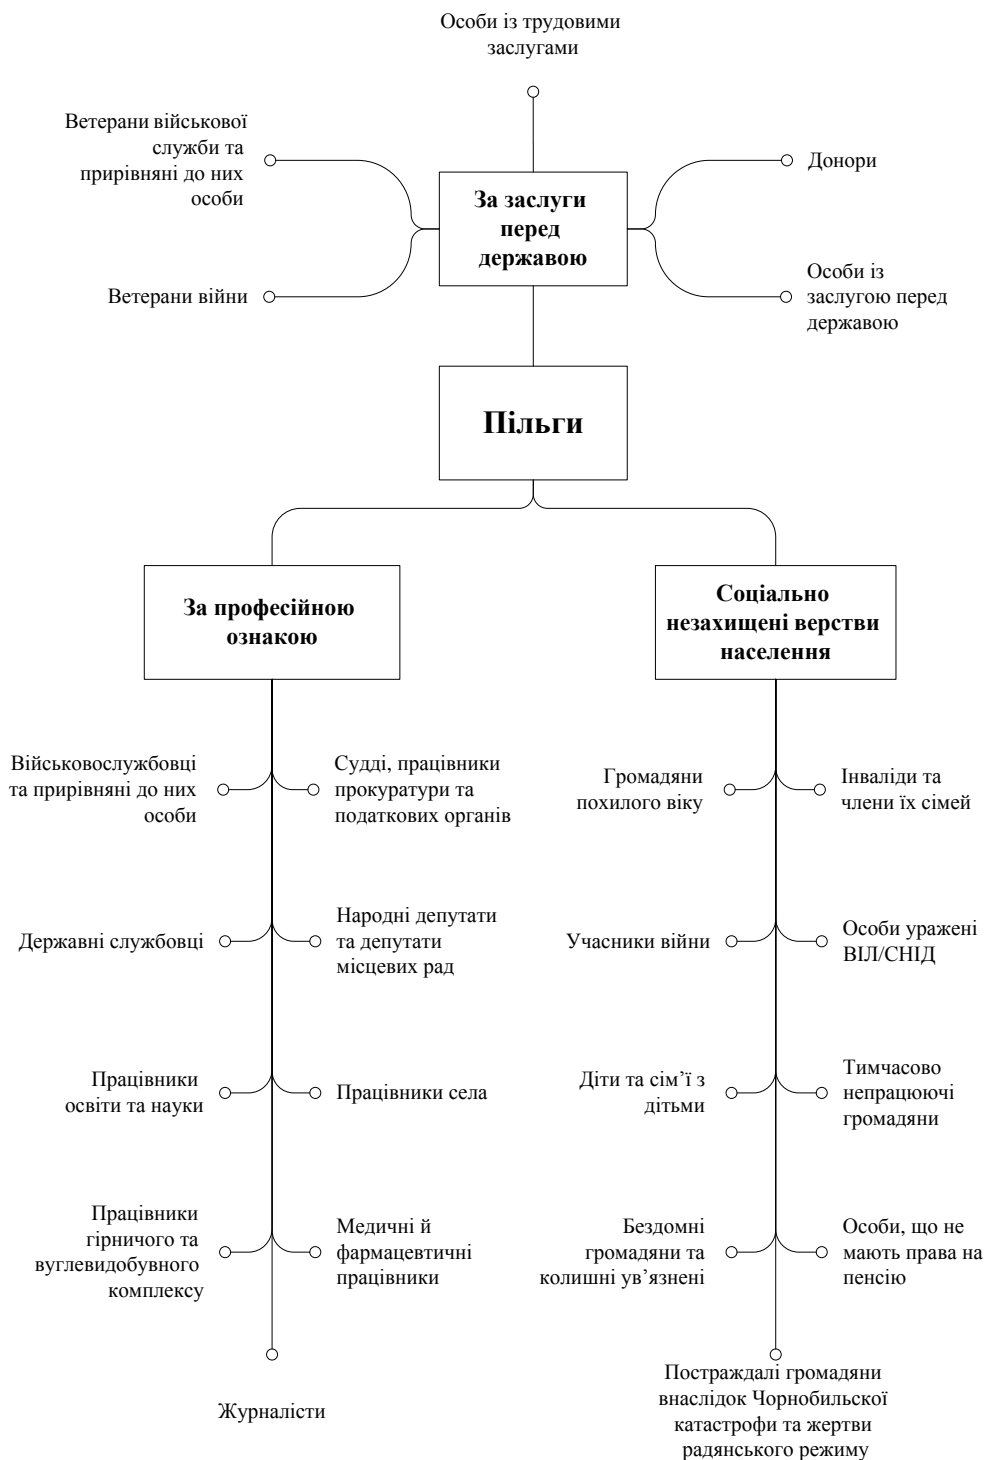 Особи із трудовими
заслугами
Ветерани військової
служби та
прирівняні до них
особи
Донори
За заслуги
перед
державою
Ветерани війни
Особи із
заслугою перед
державою
Пільги
За професійною
ознакою
Соціально
незахищені верстви
населення
Військовослужбовці
та прирівняні до них
особи
Судді, працівники
прокуратури та
податкових органів
Громадяни
похилого віку
Інваліди та
члени їх сімей
Державні службовці
Народні депутати
та депутати
місцевих рад
Учасники війни
Особи уражені
ВІЛ/СНІД
Працівники
освіти та науки
Працівники села
Діти та сім’ї з
дітьми
Тимчасово
непрацюючі
громадяни
Працівники
гірничого та
вуглевидобувного
комплексу
Медичні й
фармацевтичні
працівники
Бездомні
громадяни та
колишні ув’язнені
Особи, що не
мають права на
пенсію
Журналісти
Постраждалі громадяни
внаслідок Чорнобильскої
катастрофи та жертви
радянського режиму